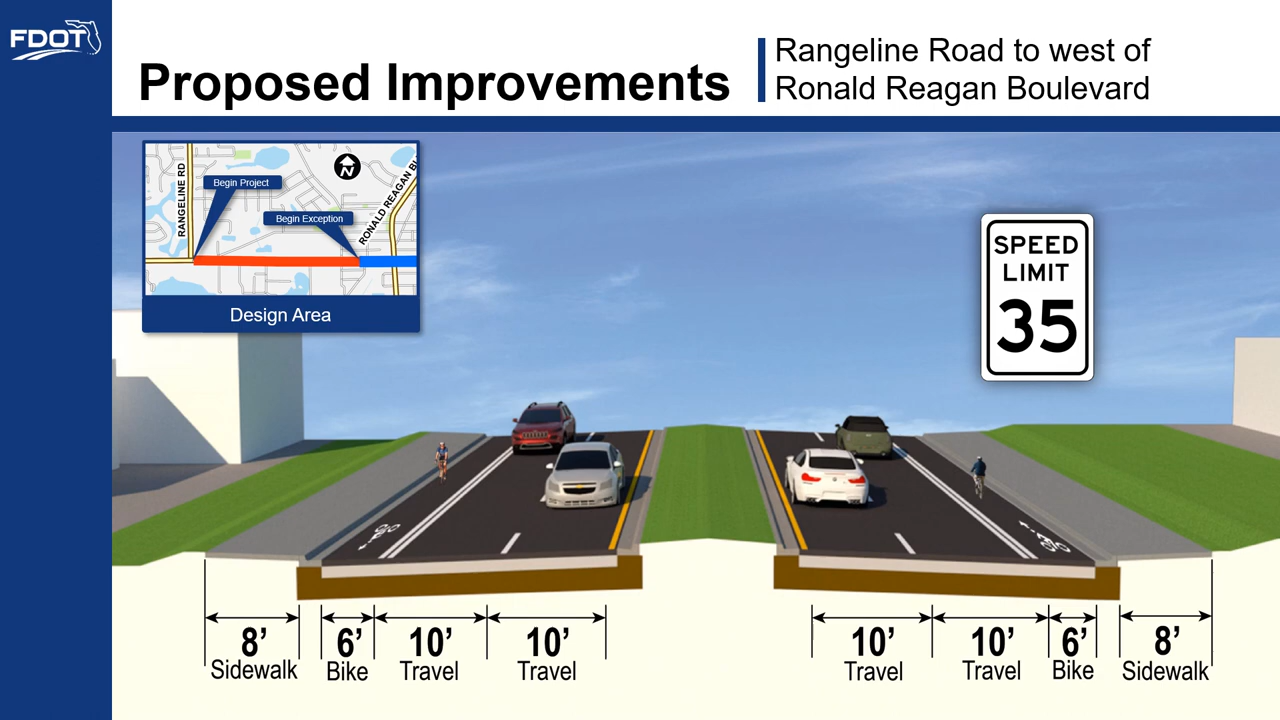 FDOT
Proposed Improvements
Rangeline Road to west of
Ronald Reagan Boulevard
RANGELINE RD
Begin Project
N
Begin Exception
RONALD REAGAN BL
Design Area
SPEED
LIMIT
35
8’ 6’ 10’ 10’ 10’ 10’ 6’ 8’
Sidewalk Bike Travel Travel Travel Travel Bike Sidewalk